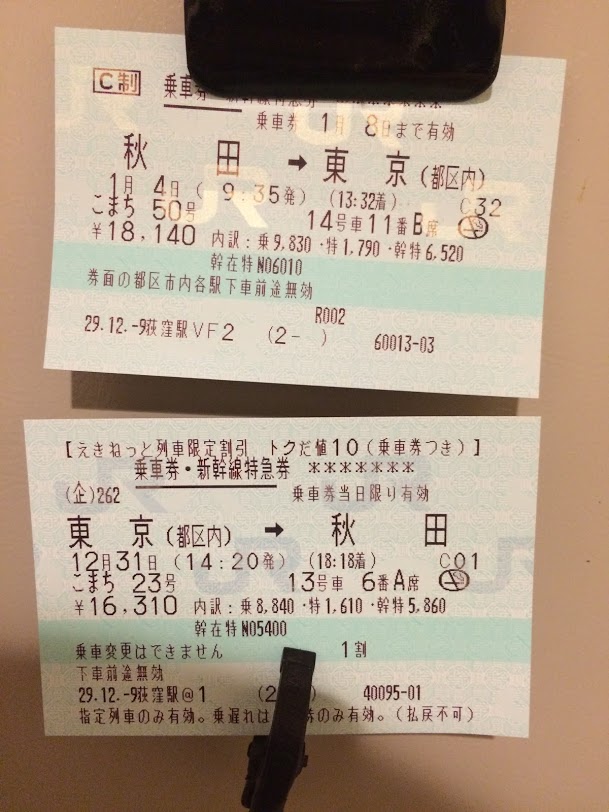 C制 乗車券・新幹線特急券 *******
乗車券 1月 8日まで有効
秋 田 → 東 京(都区内)
1月 4日( 9:35発) (13:32着) C32
こまち 50号 14号車11番B席
¥18,140 内訳:乗9,830・特1,790・幹特6,520
幹在特N06010
券面の都区市内各駅下車前途無効
R002
29.12.-9荻窪駅VF2 (2- ) 60013-03
【えきねっと列車限定割引 トクだ値10(乗車券つき)】
乗車券・新幹線特急券 *******
(企)262 乗車券当日限り有効
東 京(都区内) → 秋 田
12月31日(14:20発) (18:18着) C01
こまち 23号 13号車 6番A席
¥16,310 内訳:乗8,840・特1,610・幹特5,860
幹在特N05400
乗車変更はできません 1割
下車前途無効
29.12.-9荻窪駅@1 (2 ) 40095-01
指定列車のみ有効。乗遅れは 券のみ有効。(払戻不可)